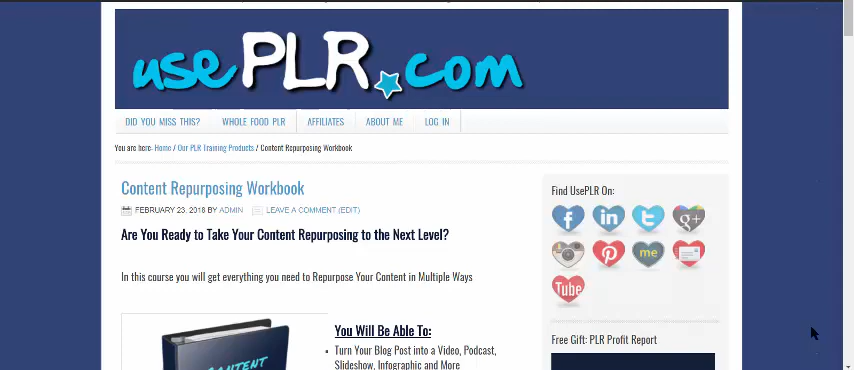 usePLR.com
DID YOU MISS THIS? WHOLE FOOD PLR AFFILIATES ABOUT ME LOG IN
You are here: Home / Our PLR Training Products / Content Repurposing Workbook
Content Repurposing Workbook
FEBRUARY 23, 2018 BY ADMIN LEAVE A COMMENT (EDIT)
Are You Ready to Take Your Content Repurposing to the Next Level?
In this course you will get everything you need to Repurpose Your Content in Multiple Ways
CONTENT
You Will Be Able To:
Turn Your Blog Post into a Video, Podcast,
Slideshow, Infographic and More
Find UsePLR On:
f in t g+
P me
Tube
Free Gift: PLR Profit Report